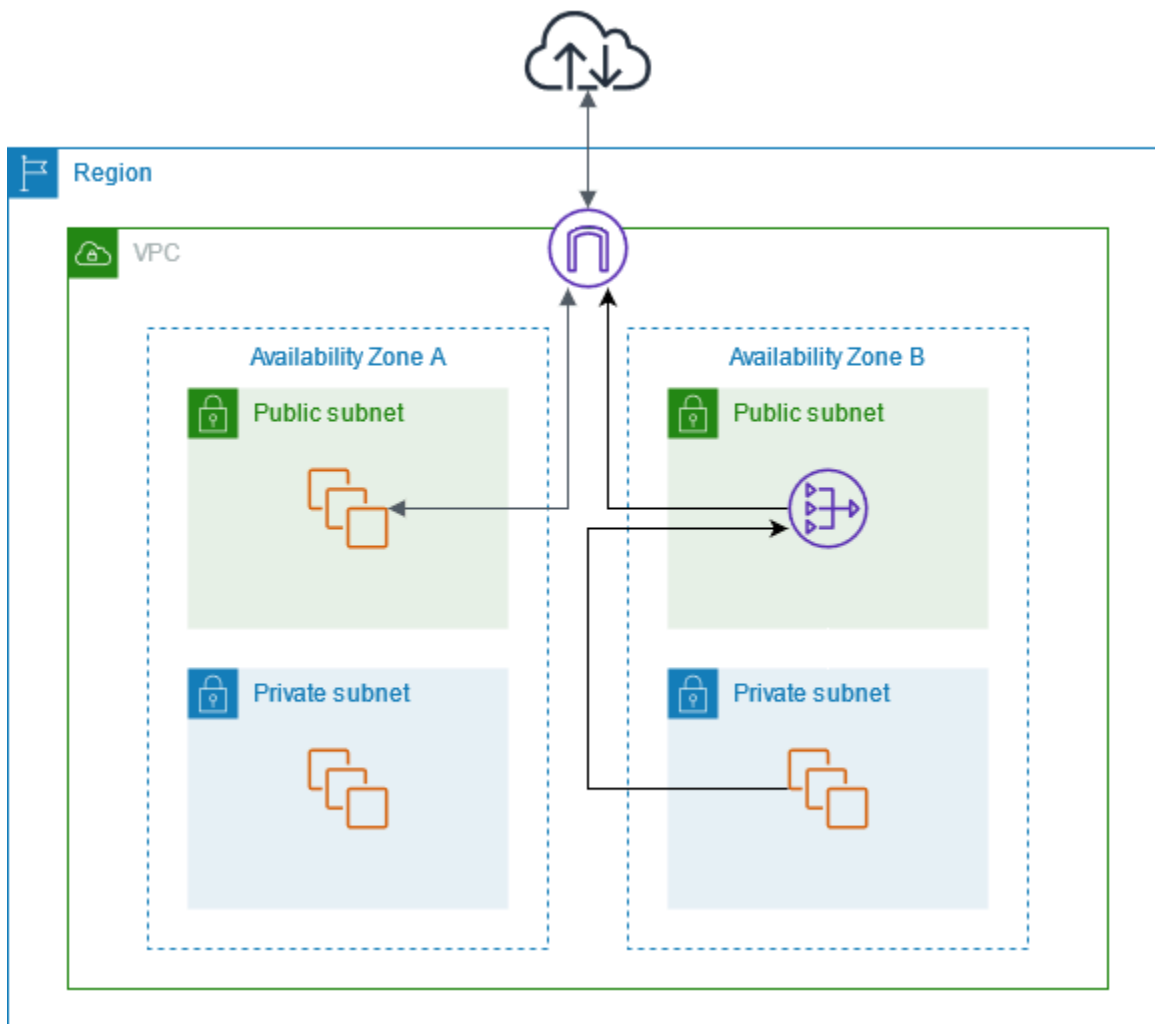 Region
VPC
Availability Zone A
Availability Zone B
Public subnet
Public subnet
Private subnet
Private subnet